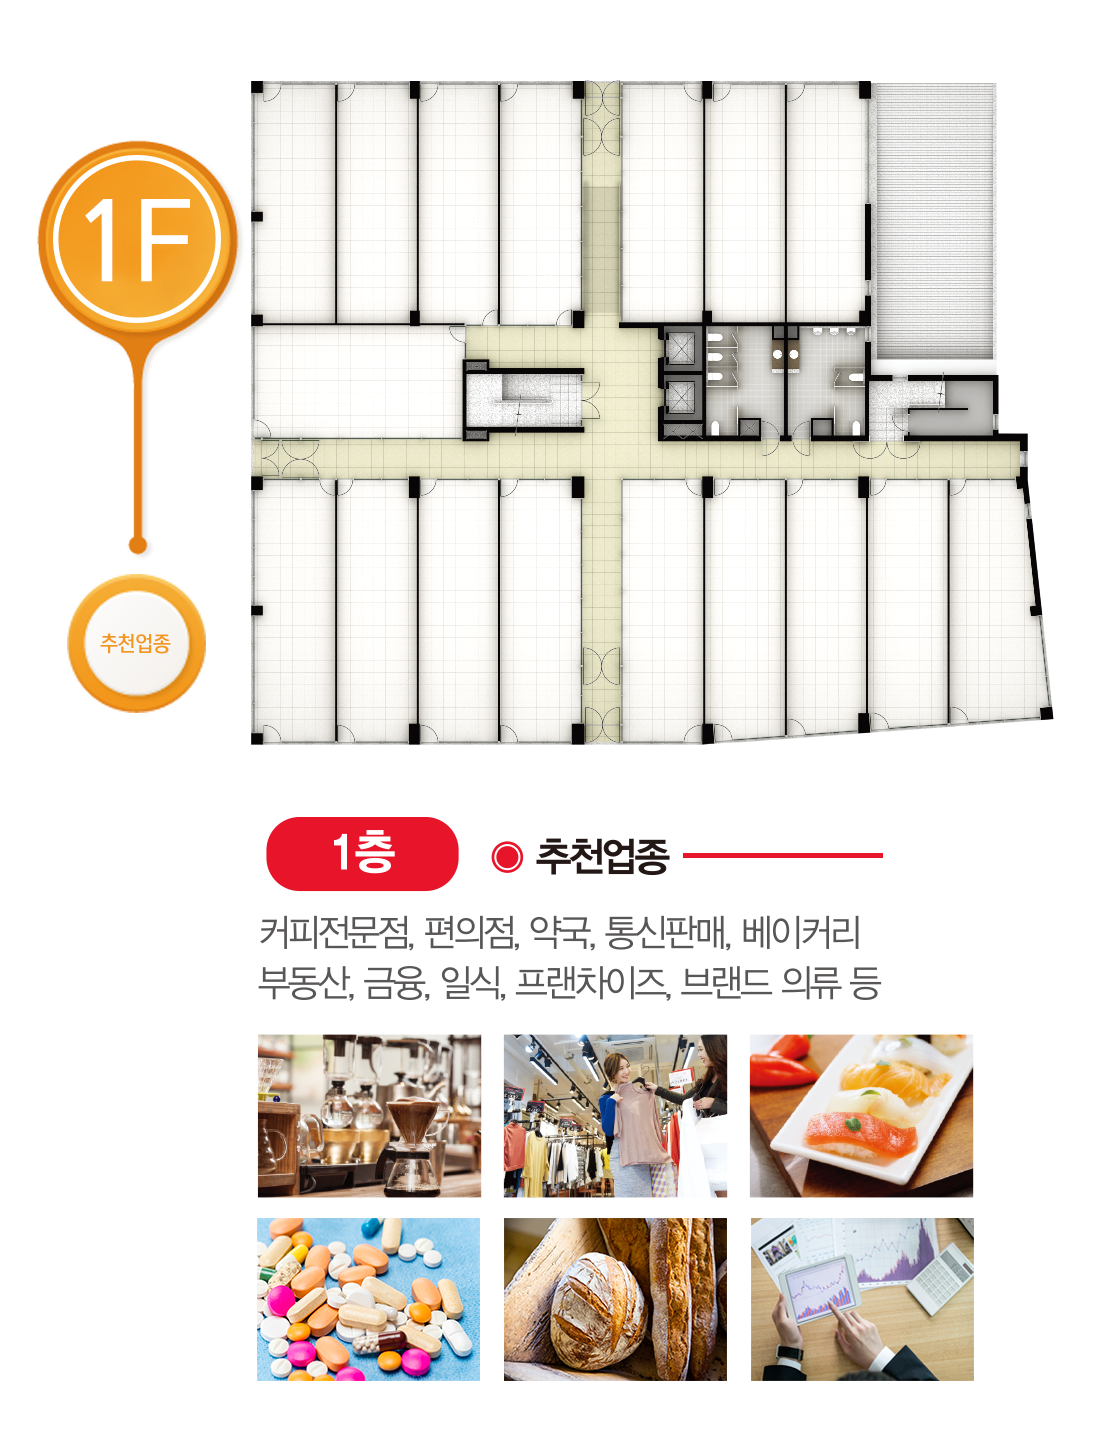 1F
추천업종
1층
추천업종
커피전문점, 편의점, 약국, 통신판매, 베이커리
부동산, 금융, 일식, 프랜차이즈, 브랜드 의류 등